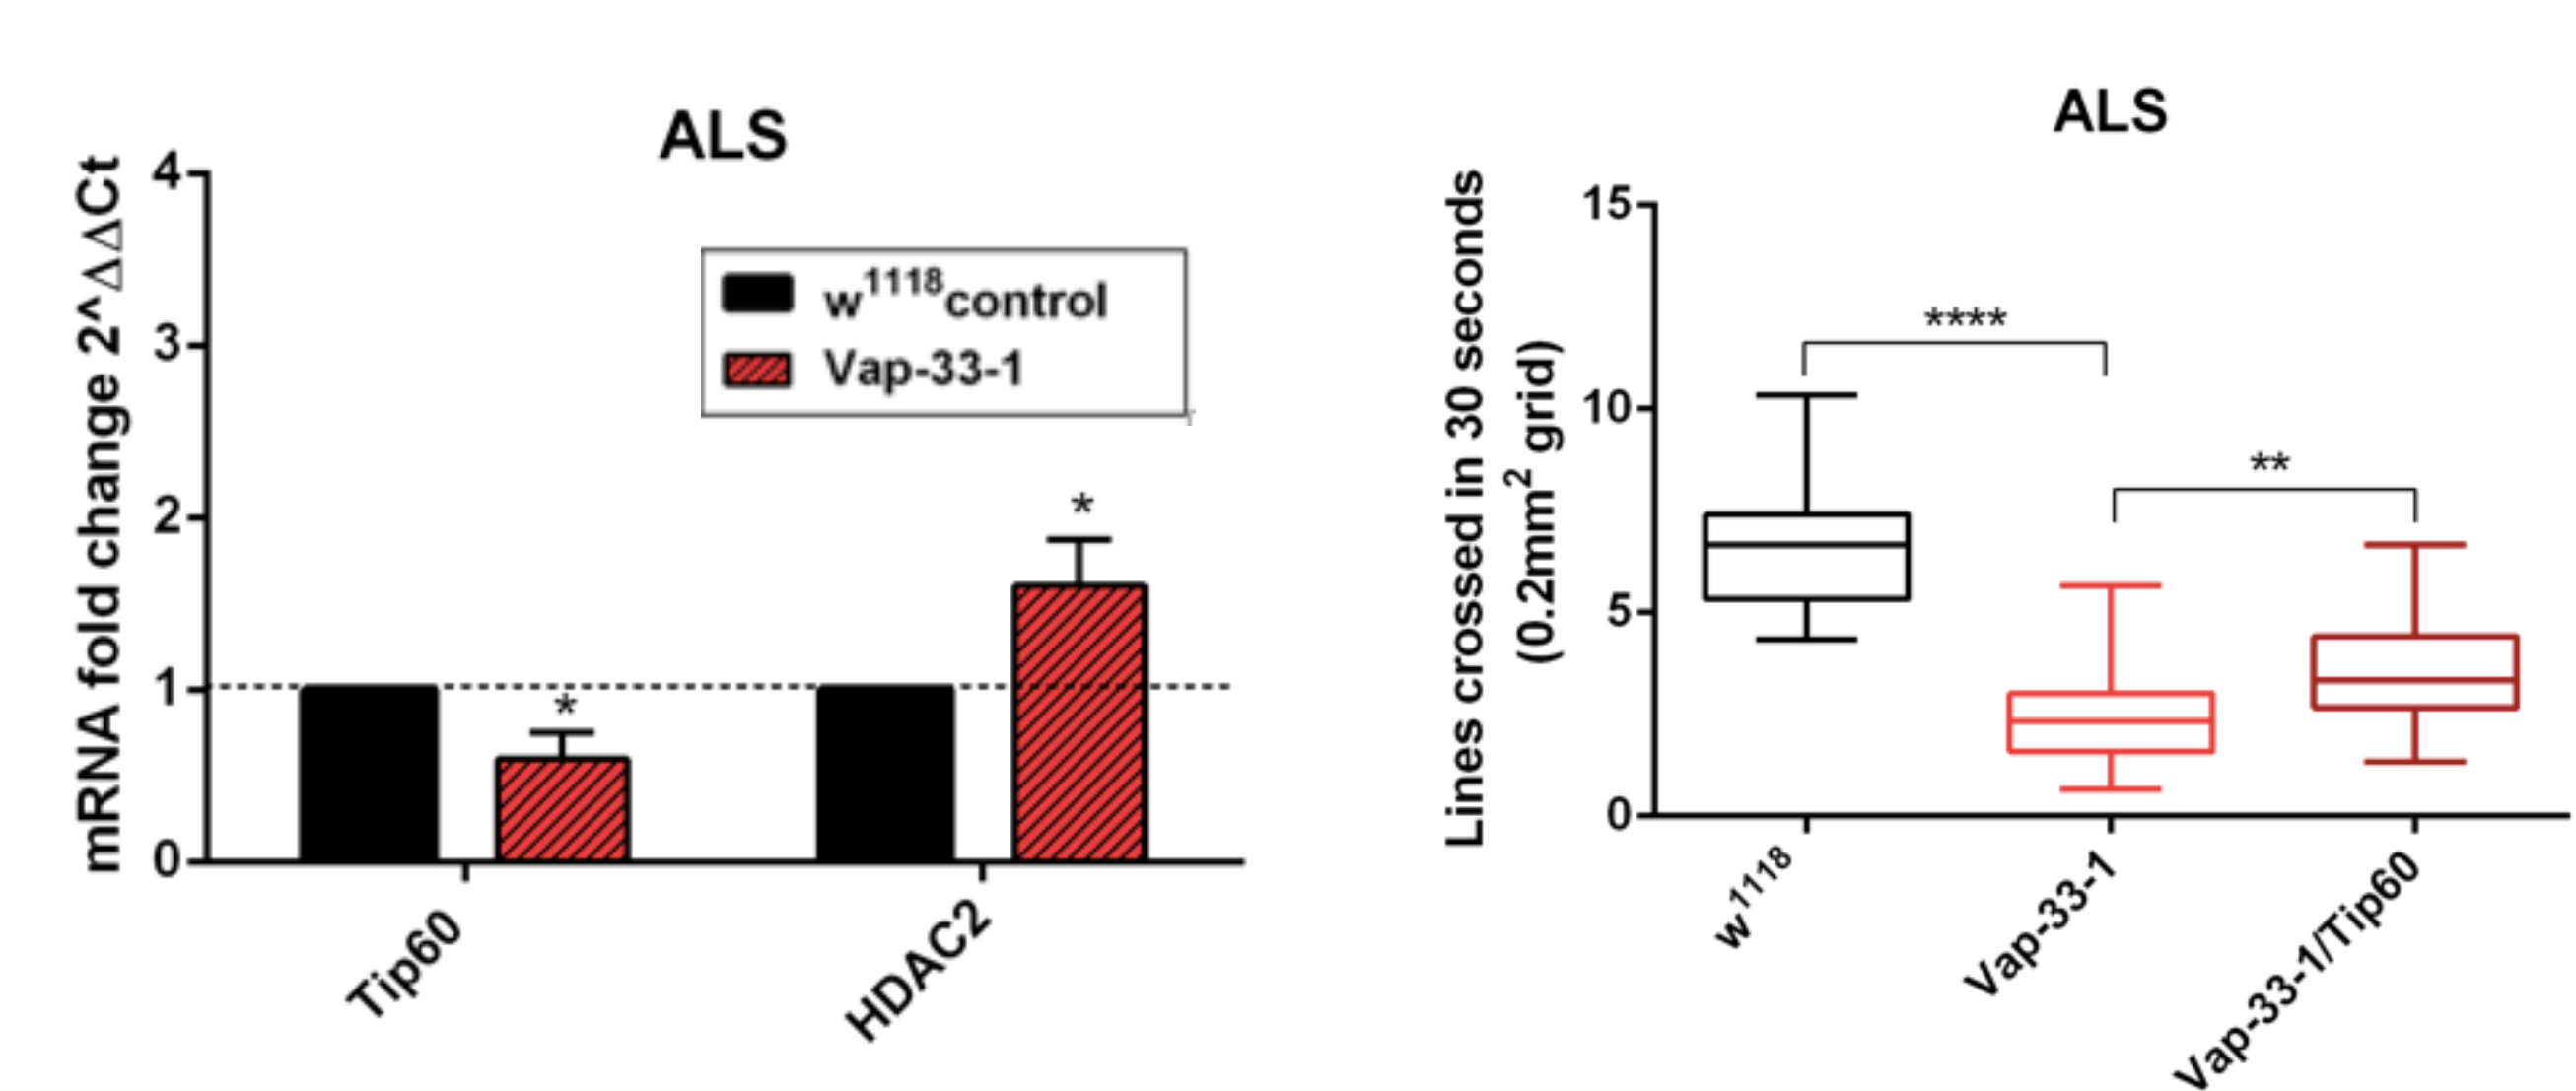 ALS
mRNA fold change 2^ΔΔCt
4
3
2
1
0
w¹¹¹⁸control
Vap-33-1
*
*
Tip60
HDAC2
ALS
Lines crossed in 30 seconds
(0.2mm² grid)
15
10
5
0
****
**
w¹¹¹⁸
Vap-33-1
Vap-33-1/Tip60